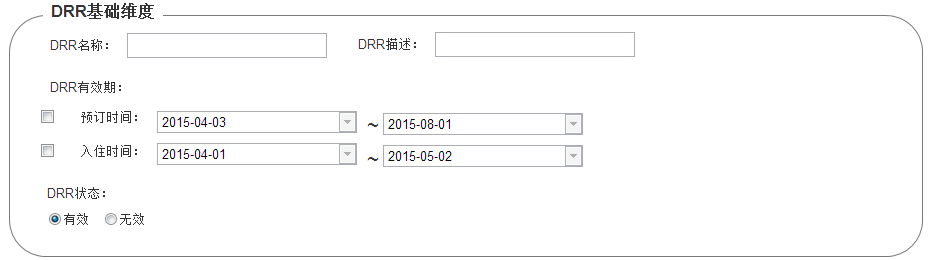 DRR基础维度
DRR名称： DRR描述：
DRR有效期：
预订时间： 2015-04-03 ~ 2015-08-01
入住时间： 2015-04-01 ~ 2015-05-02
DRR状态：
有效 无效